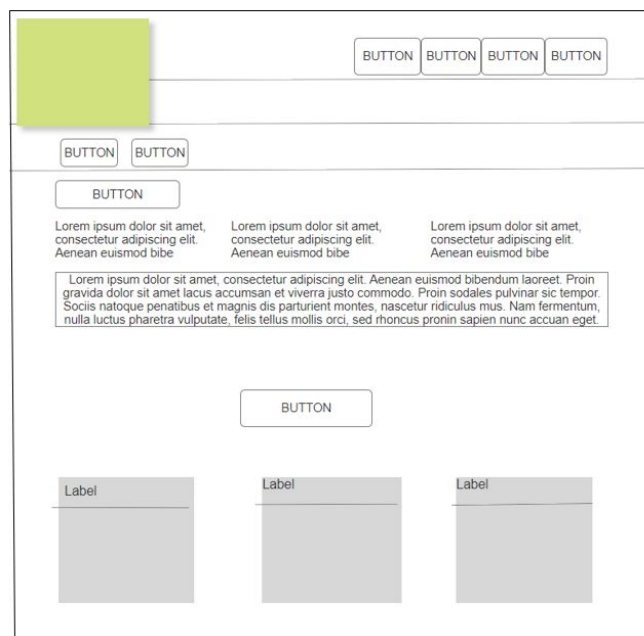 BUTTON BUTTON BUTTON BUTTON
BUTTON BUTTON
BUTTON
Lorem ipsum dolor sit amet,
consectetur adipiscing elit.
Aenean euismod bibe
Lorem ipsum dolor sit amet,
consectetur adipiscing elit.
Aenean euismod bibe
Lorem ipsum dolor sit amet,
consectetur adipiscing elit.
Aenean euismod bibe
Lorem ipsum dolor sit amet, consectetur adipiscing elit. Aenean euismod bibendum laoreet. Proin
gravida dolor sit amet lacus accumsan et viverra justo commodo. Proin sodales pulvinar sic tempor.
Sociis natoque penatibus et magnis dis parturient montes, nascetur ridiculus mus. Nam fermentum,
nulla luctus pharetra vulputate, felis tellus mollis orci, sed rhoncus pronin sapien nunc accuan eget.
BUTTON
Label Label Label